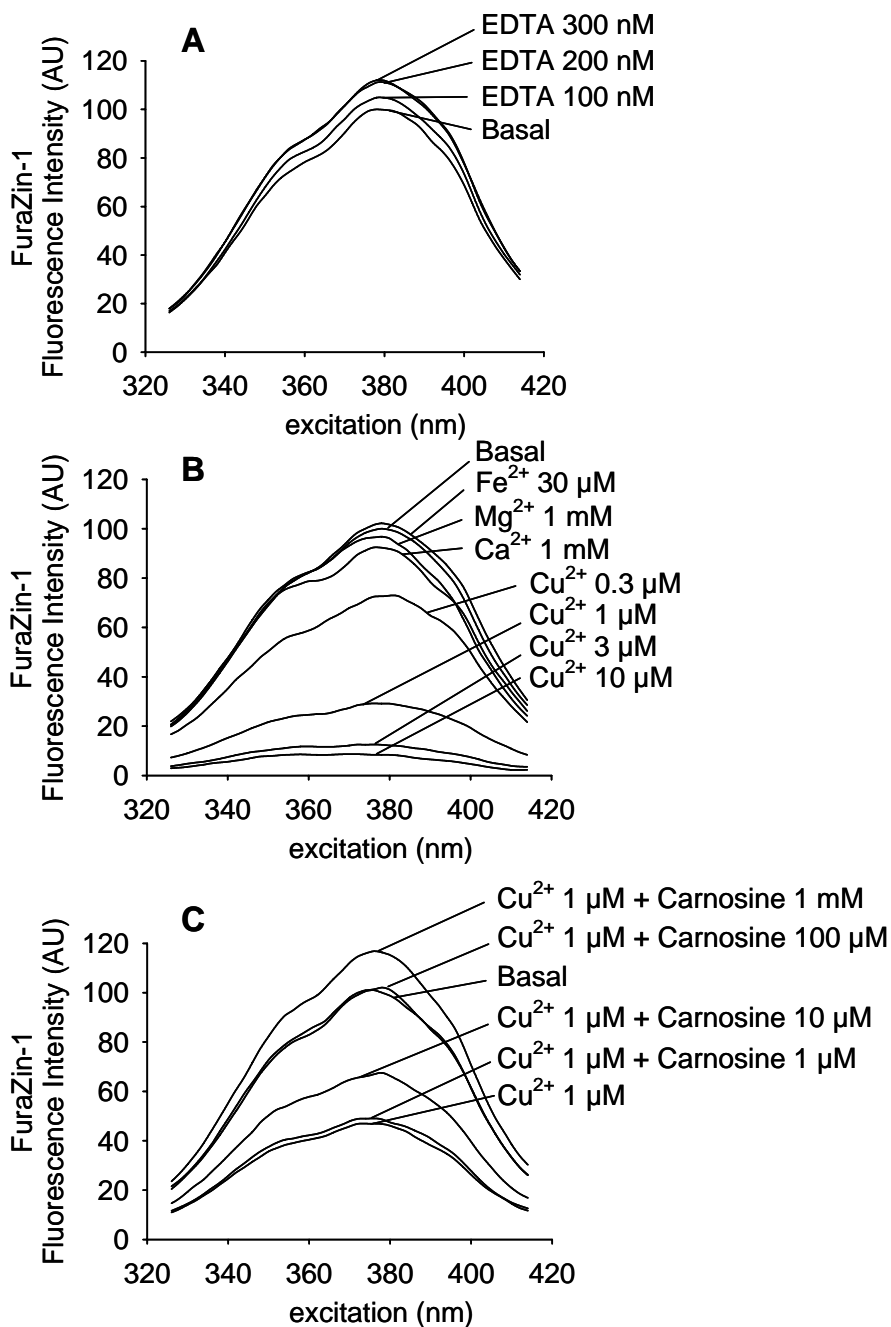 A
EDTA 300 nM
EDTA 200 nM
EDTA 100 nM
Basal
FuraZin-1
Fluorescence Intensity (AU)
120
100
80
60
40
20
0
320 340 360 380 400 420
excitation (nm)
B
Basal
Fe²⁺ 30 µM
Mg²⁺ 1 mM
Ca²⁺ 1 mM
Cu²⁺ 0.3 µM
Cu²⁺ 1 µM
Cu²⁺ 3 µM
Cu²⁺ 10 µM
FuraZin-1
Fluorescence Intensity (AU)
120
100
80
60
40
20
0
320 340 360 380 400 420
excitation (nm)
C
Cu²⁺ 1 µM + Carnosine 1 mM
Cu²⁺ 1 µM + Carnosine 100 µM
Basal
Cu²⁺ 1 µM + Carnosine 10 µM
Cu²⁺ 1 µM + Carnosine 1 µM
Cu²⁺ 1 µM
FuraZin-1
Fluorescence Intensity (AU)
120
100
80
60
40
20
0
320 340 360 380 400 420
excitation (nm)